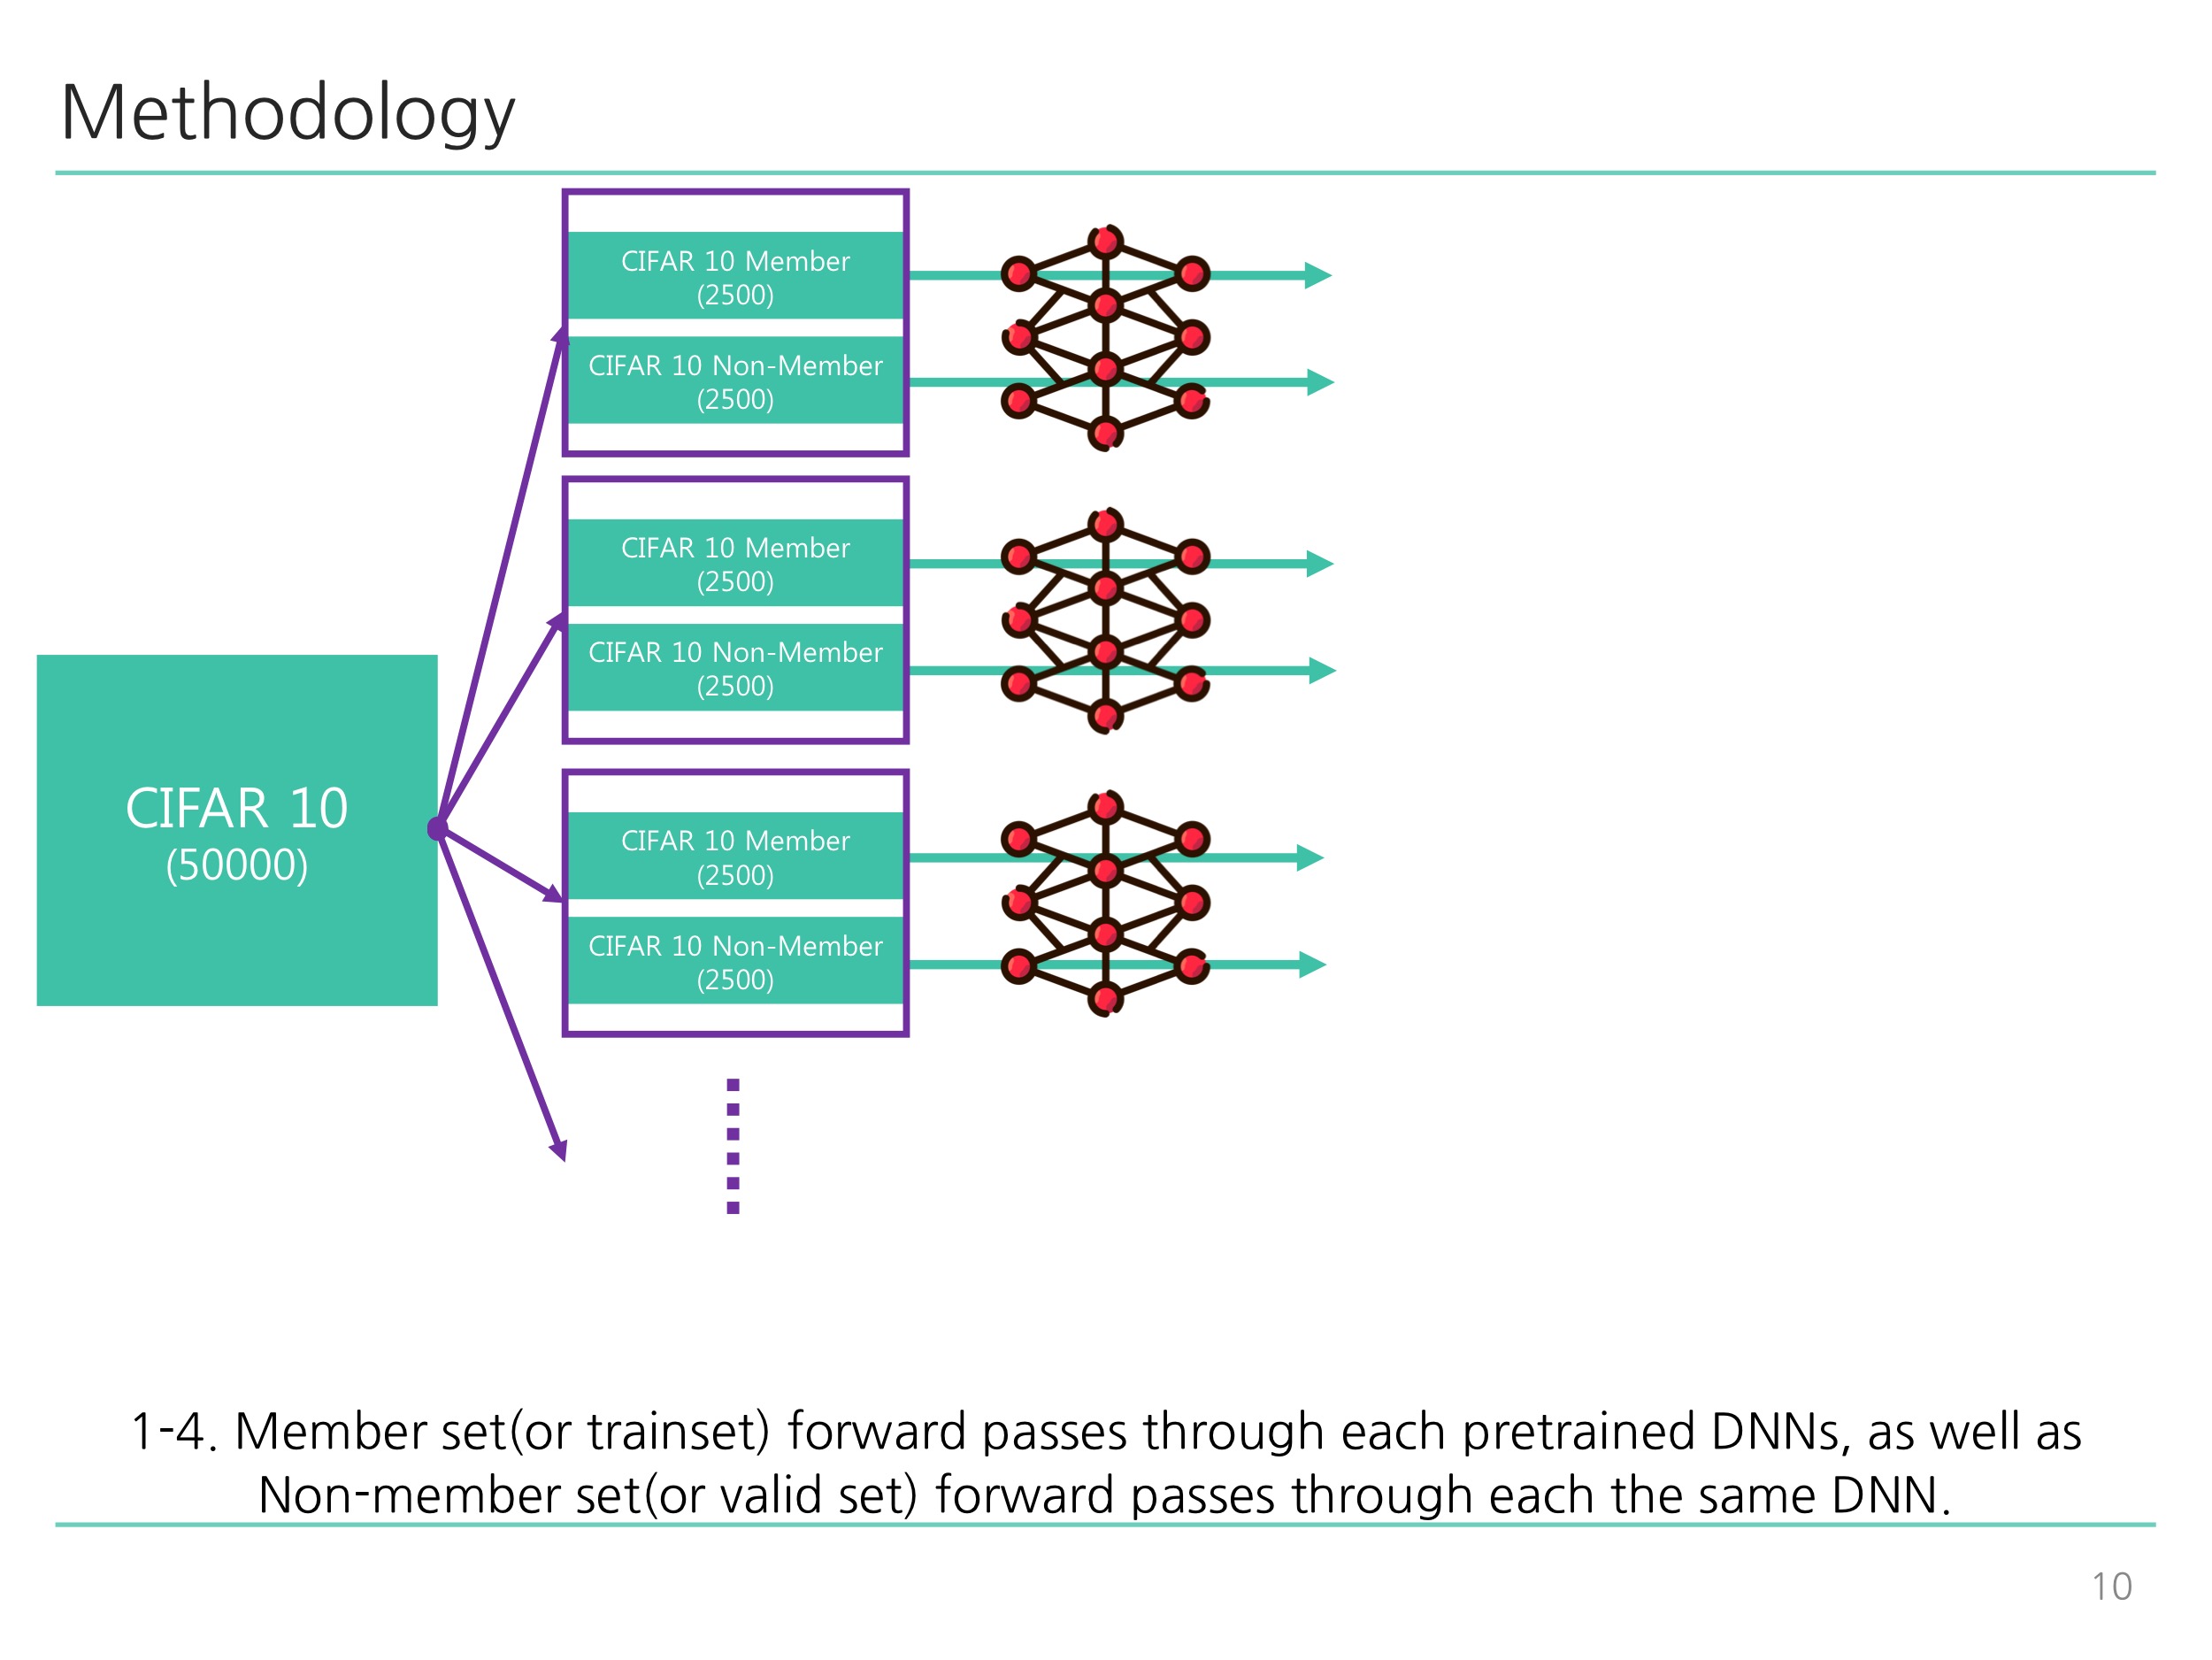 Methodology
CIFAR 10 Member
(2500)
CIFAR 10 Non-Member
(2500)
CIFAR 10 Member
(2500)
CIFAR 10 Non-Member
(2500)
CIFAR 10
(50000)
CIFAR 10 Member
(2500)
CIFAR 10 Non-Member
(2500)
1-4. Member set(or trainset) forward passes through each pretrained DNNs, as well as
Non-member set(or valid set) forward passes through each the same DNN.
10